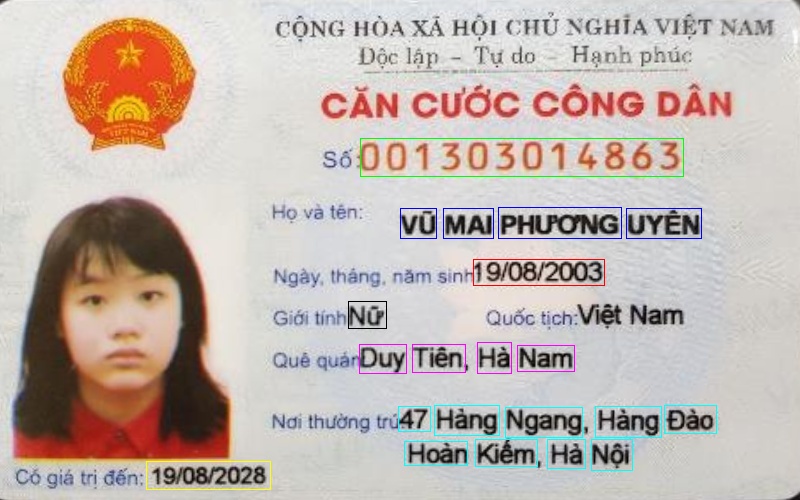 CỘNG HÒA XÃ HỘI CHỦ NGHĨA VIỆT NAM
Độc lập – Tự do – Hạnh phúc
CĂN CƯỚC CÔNG DÂN
Số: 001303014863
Họ và tên: VŨ MAI PHƯƠNG UYÊN
Ngày, tháng, năm sinh 19/08/2003
Giới tính Nữ Quốc tịch: Việt Nam
Quê quán Duy Tiên, Hà Nam
Nơi thường trú 47 Hàng Ngang, Hàng Đào
Hoàn Kiếm, Hà Nội
Có giá trị đến: 19/08/2028